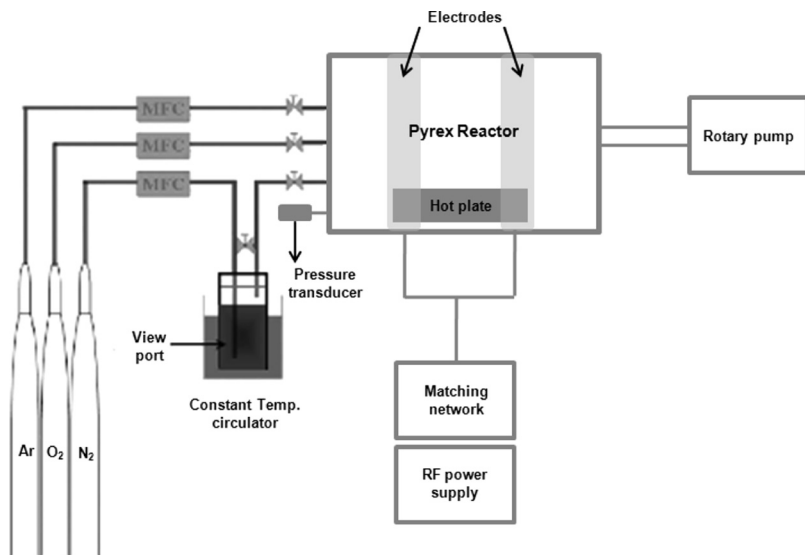 Electrodes
MFC
MFC
MFC
Pyrex Reactor
Hot plate
Rotary pump
Pressure
transducer
View
port
Constant Temp.
circulator
Matching
network
RF power
supply
Ar
O₂
N₂